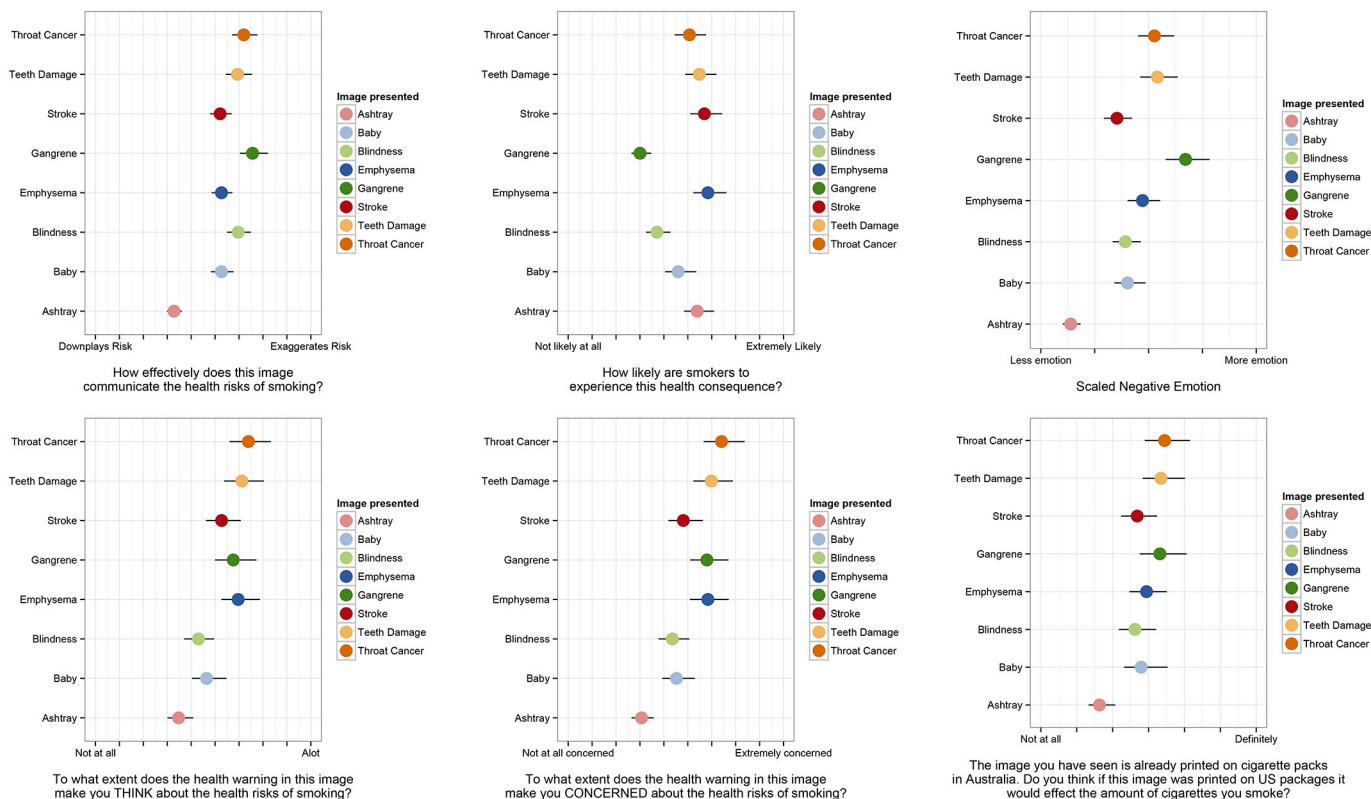 Throat Cancer
Teeth Damage
Stroke
Gangrene
Emphysema
Blindness
Baby
Ashtray
Downplays Risk
Exaggerates Risk
How effectively does this image
communicate the health risks of smoking?
Image presented
Ashtray
Baby
Blindness
Emphysema
Gangrene
Stroke
Teeth Damage
Throat Cancer
Throat Cancer
Teeth Damage
Stroke
Gangrene
Emphysema
Blindness
Baby
Ashtray
Not likely at all
Extremely Likely
How likely are smokers to
experience this health consequence?
Image presented
Ashtray
Baby
Blindness
Emphysema
Gangrene
Stroke
Teeth Damage
Throat Cancer
Throat Cancer
Teeth Damage
Stroke
Gangrene
Emphysema
Blindness
Baby
Ashtray
Less emotion
More emotion
Scaled Negative Emotion
Image presented
Ashtray
Baby
Blindness
Emphysema
Gangrene
Stroke
Teeth Damage
Throat Cancer
Throat Cancer
Teeth Damage
Stroke
Gangrene
Emphysema
Blindness
Baby
Ashtray
Not at all
Alot
To what extent does the health warning in this image
make you THINK about the health risks of smoking?
Image presented
Ashtray
Baby
Blindness
Emphysema
Gangrene
Stroke
Teeth Damage
Throat Cancer
Throat Cancer
Teeth Damage
Stroke
Gangrene
Emphysema
Blindness
Baby
Ashtray
Not at all concerned
Extremely concerned
To what extent does the health warning in this image
make you CONCERNED about the health risks of smoking?
Image presented
Ashtray
Baby
Blindness
Emphysema
Gangrene
Stroke
Teeth Damage
Throat Cancer
Throat Cancer
Teeth Damage
Stroke
Gangrene
Emphysema
Blindness
Baby
Ashtray
Not at all
Definitely
The image you have seen is already printed on cigarette packs
in Australia. Do you think if this image was printed on US packages it
would effect the amount of cigarettes you smoke?
Image presented
Ashtray
Baby
Blindness
Emphysema
Gangrene
Stroke
Teeth Damage
Throat Cancer